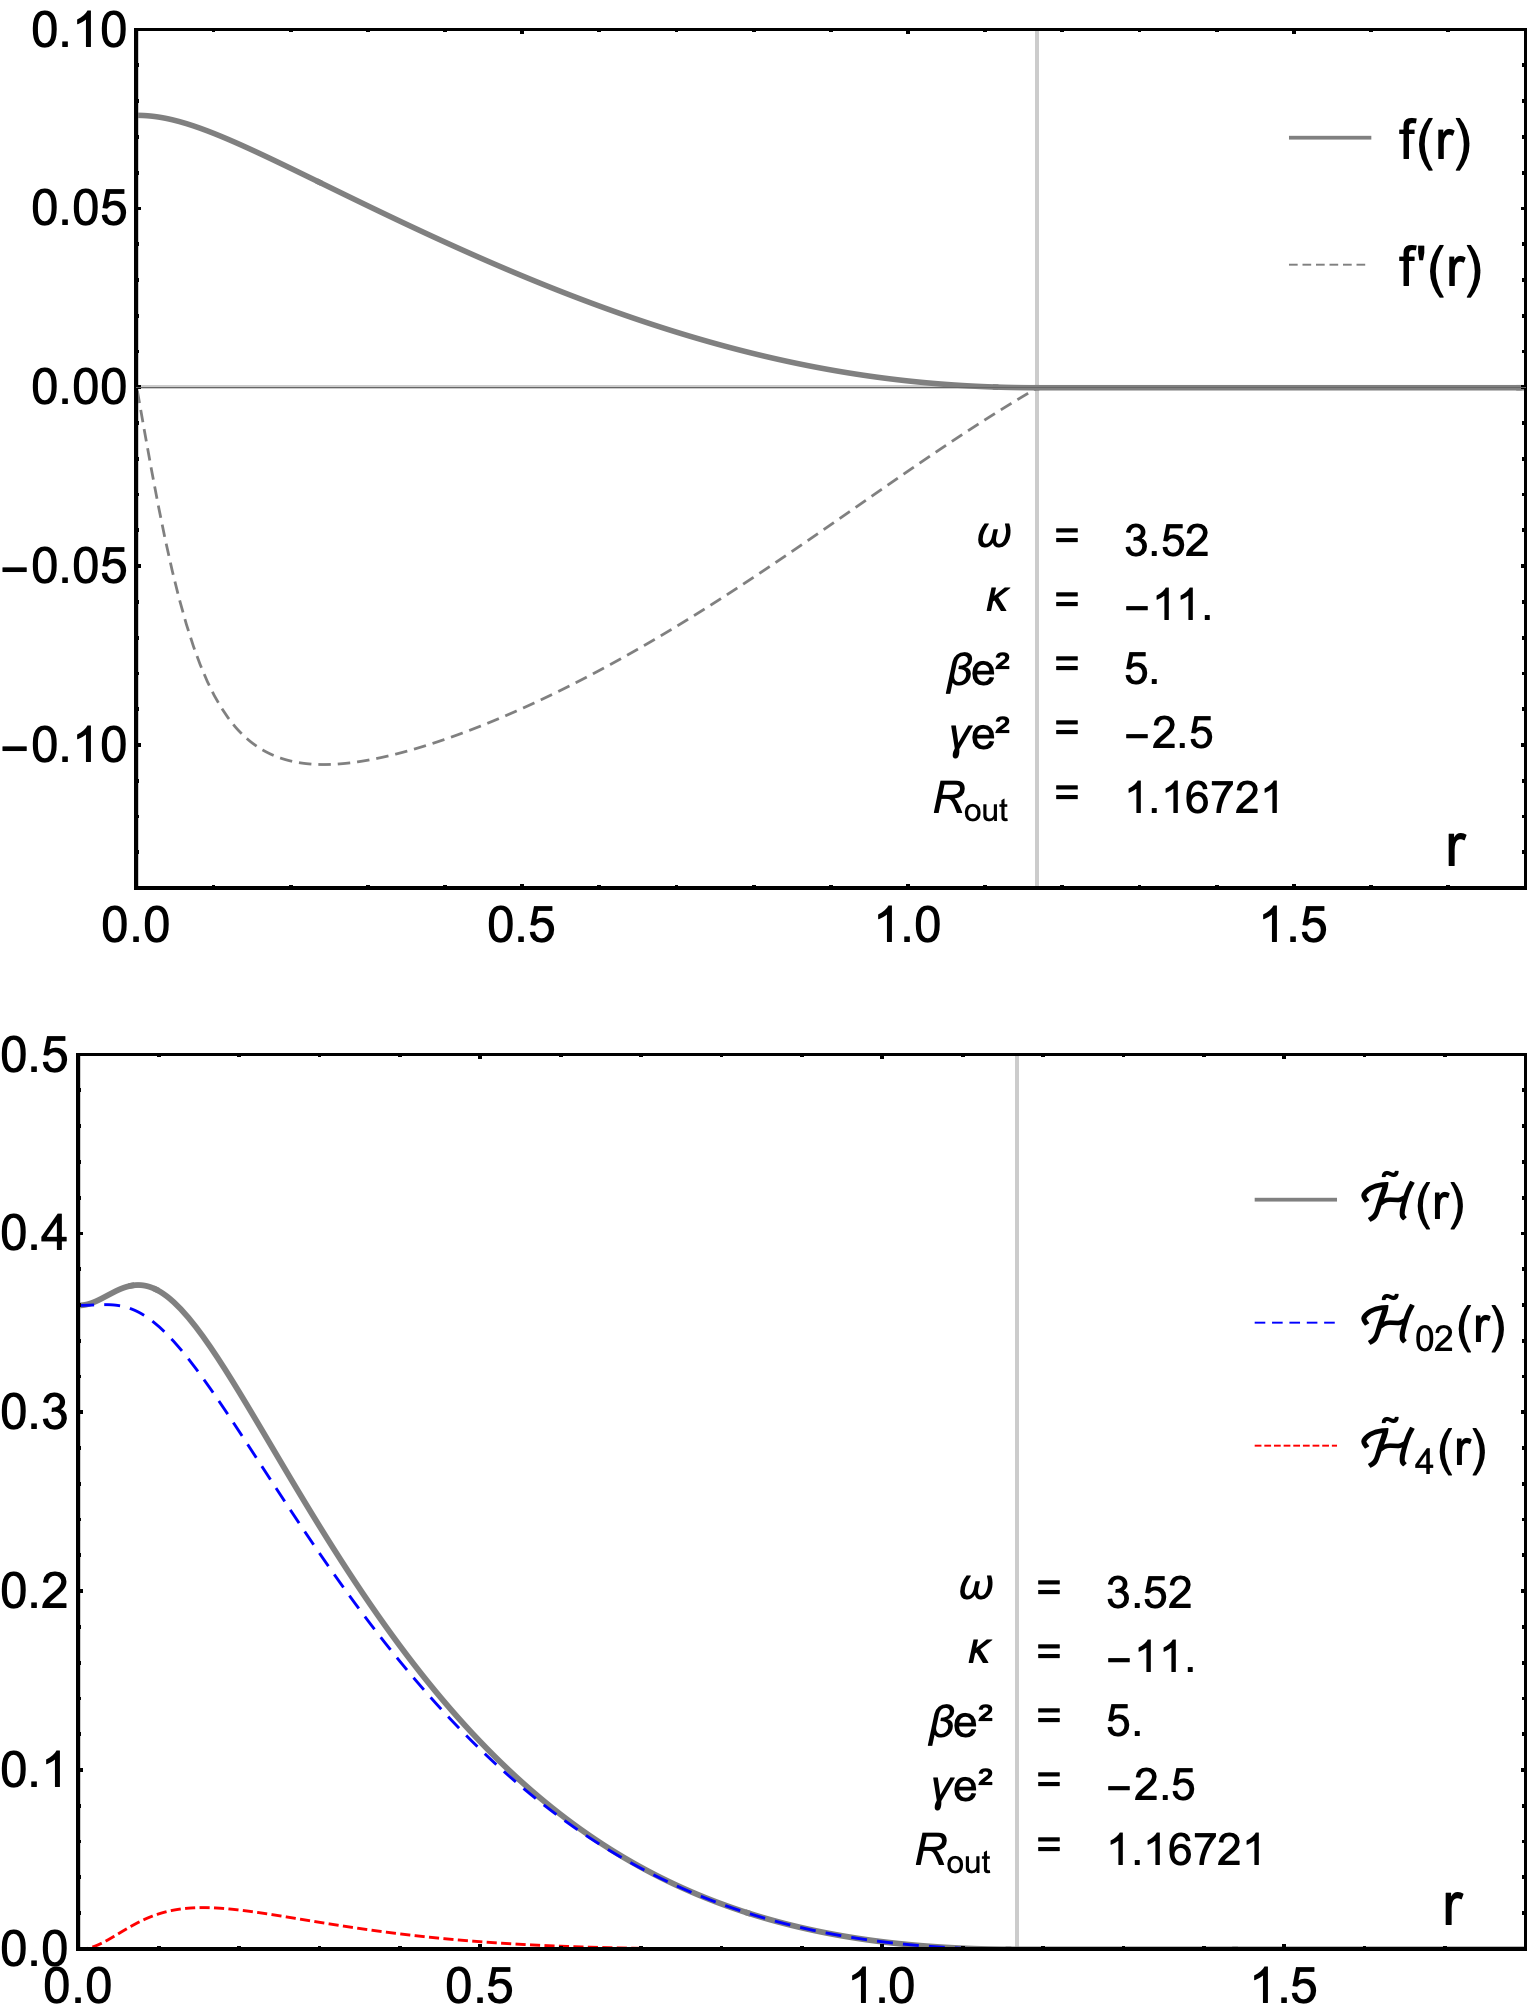 0.10
f(r)
0.05
f'(r)
0.00
ω = 3.52
−0.05
κ = −11.
βe² = 5.
γe² = −2.5
−0.10
R_out = 1.16721
r
0.0 0.5 1.0 1.5
0.5
ℋ̃(r)
0.4
ℋ̃₀₂(r)
0.3
ℋ̃₄(r)
0.2
ω = 3.52
κ = −11.
βe² = 5.
0.1
γe² = −2.5
R_out = 1.16721
r
0.0
0.0 0.5 1.0 1.5